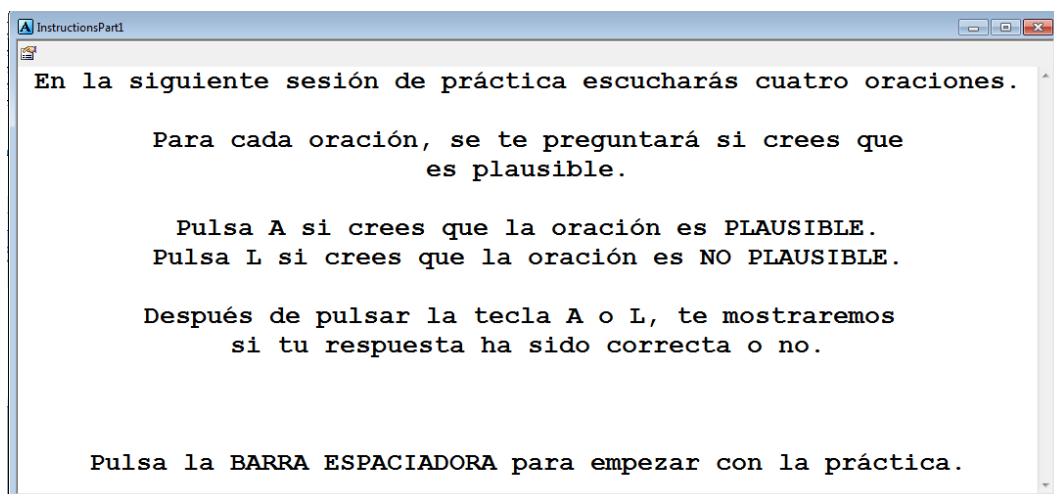 InstructionsPart1
En la siguiente sesión de práctica escucharás cuatro oraciones.
Para cada oración, se te preguntará si crees que
es plausible.
Pulsa A si crees que la oración es PLAUSIBLE.
Pulsa L si crees que la oración es NO PLAUSIBLE.
Después de pulsar la tecla A o L, te mostraremos
si tu respuesta ha sido correcta o no.
Pulsa la BARRA ESPACIADORA para empezar con la práctica.